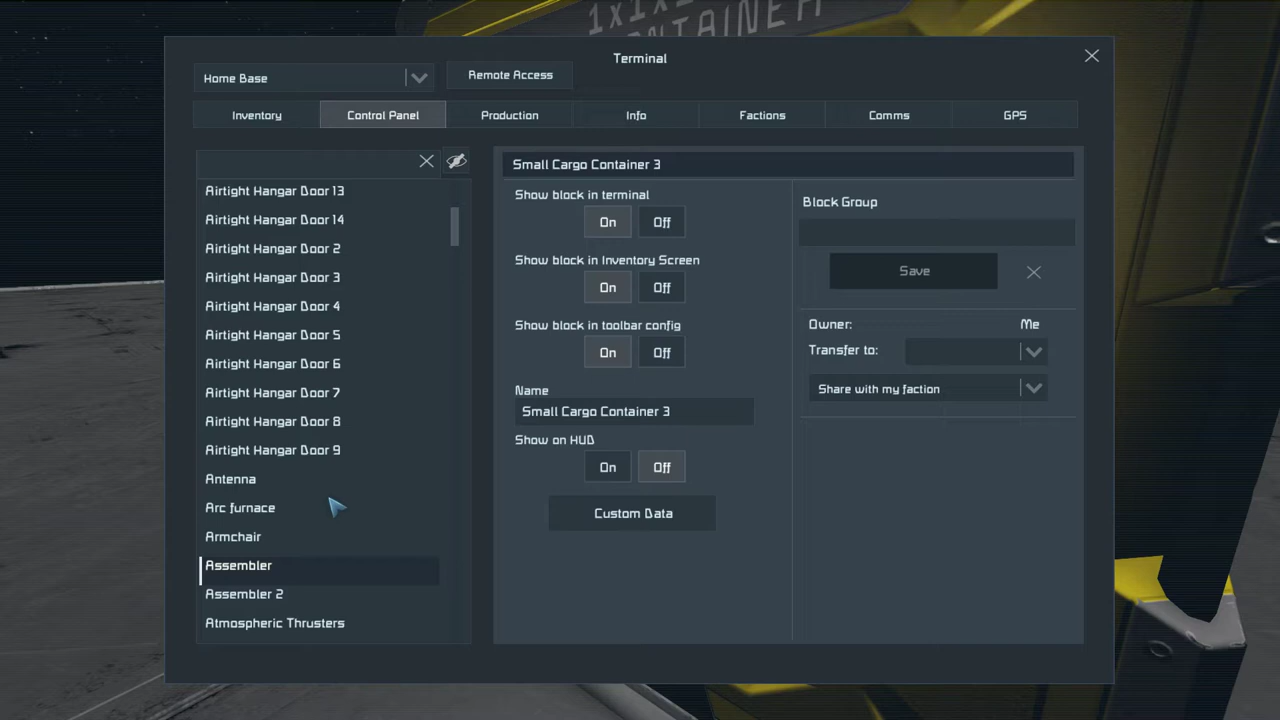 1x1x1
CONTAINER
Terminal
Home Base
Remote Access
Inventory
Control Panel
Production
Info
Factions
Comms
GPS
Airtight Hangar Door 13
Airtight Hangar Door 14
Airtight Hangar Door 2
Airtight Hangar Door 3
Airtight Hangar Door 4
Airtight Hangar Door 5
Airtight Hangar Door 6
Airtight Hangar Door 7
Airtight Hangar Door 8
Airtight Hangar Door 9
Antenna
Arc furnace
Armchair
Assembler
Assembler 2
Atmospheric Thrusters
Small Cargo Container 3
Show block in terminal
On Off
Show block in Inventory Screen
On Off
Show block in toolbar config
On Off
Name
Small Cargo Container 3
Show on HUD
On Off
Custom Data
Block Group
Save
Owner: Me
Transfer to:
Share with my faction